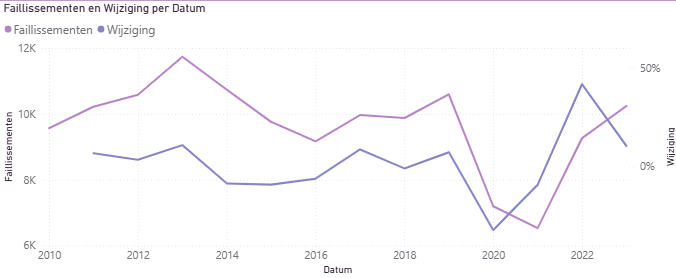 Faillissementen en Wijziging per Datum
Faillissementen Wijziging
12K
10K
8K
6K
Faillissementen
50%
0%
Wijziging
2010 2012 2014 2016 2018 2020 2022
Datum